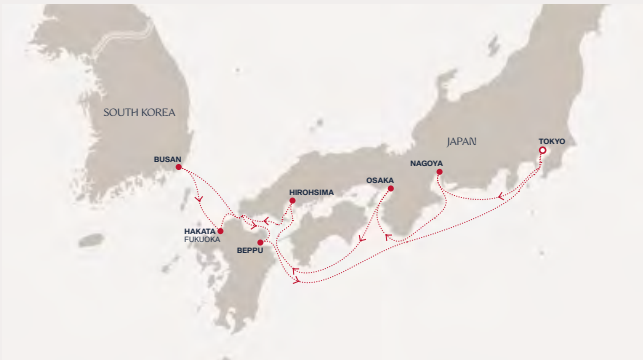 SOUTH KOREA
JAPAN
TOKYO
BUSAN
NAGOYA
OSAKA
HIROHSIMA
HAKATA
FUKUOKA
BEPPU